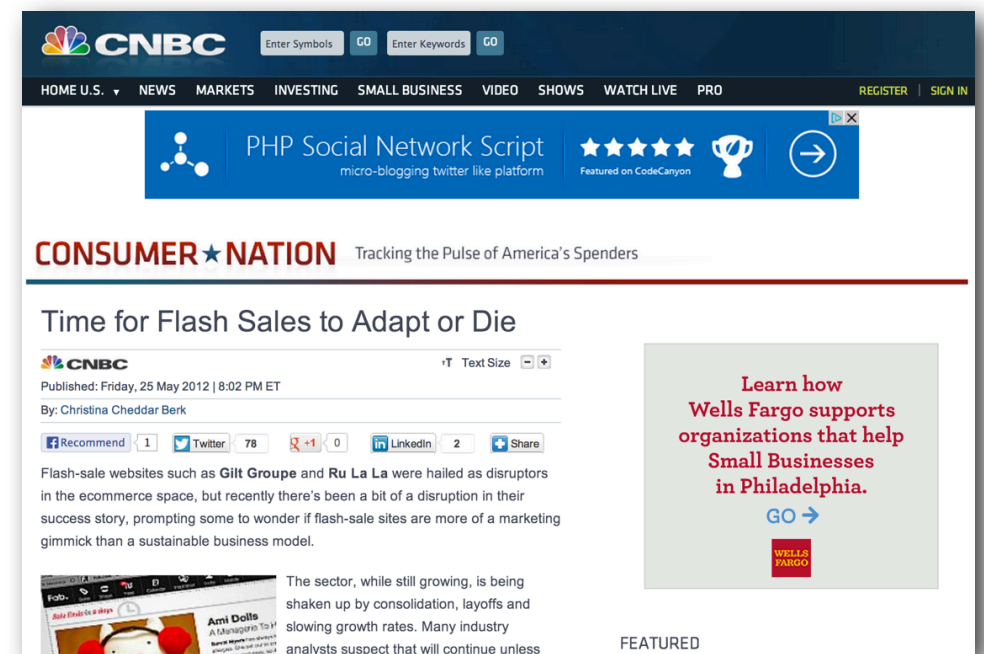 CNBC
Enter Symbols GO Enter Keywords GO
HOME U.S. ▼ NEWS MARKETS INVESTING SMALL BUSINESS VIDEO SHOWS WATCH LIVE PRO REGISTER | SIGN IN
PHP Social Network Script
micro-blogging twitter like platform
Featured on CodeCanyon
CONSUMER★NATION Tracking the Pulse of America's Spenders
Time for Flash Sales to Adapt or Die
CNBC
TT Text Size - +
Published: Friday, 25 May 2012 | 8:02 PM ET
By: Christina Cheddar Berk
Recommend 1 Twitter 78 +1 0 LinkedIn 2 Share
Flash-sale websites such as Gilt Groupe and Ru La La were hailed as disruptors
in the ecommerce space, but recently there's been a bit of a disruption in their
success story, prompting some to wonder if flash-sale sites are more of a marketing
gimmick than a sustainable business model.
Fab.
Ami Dolls
The sector, while still growing, is being
shaken up by consolidation, layoffs and
slowing growth rates. Many industry
analysts suspect that will continue unless
Learn how
Wells Fargo supports
organizations that help
Small Businesses
in Philadelphia.
GO →
WELLS
FARGO
FEATURED